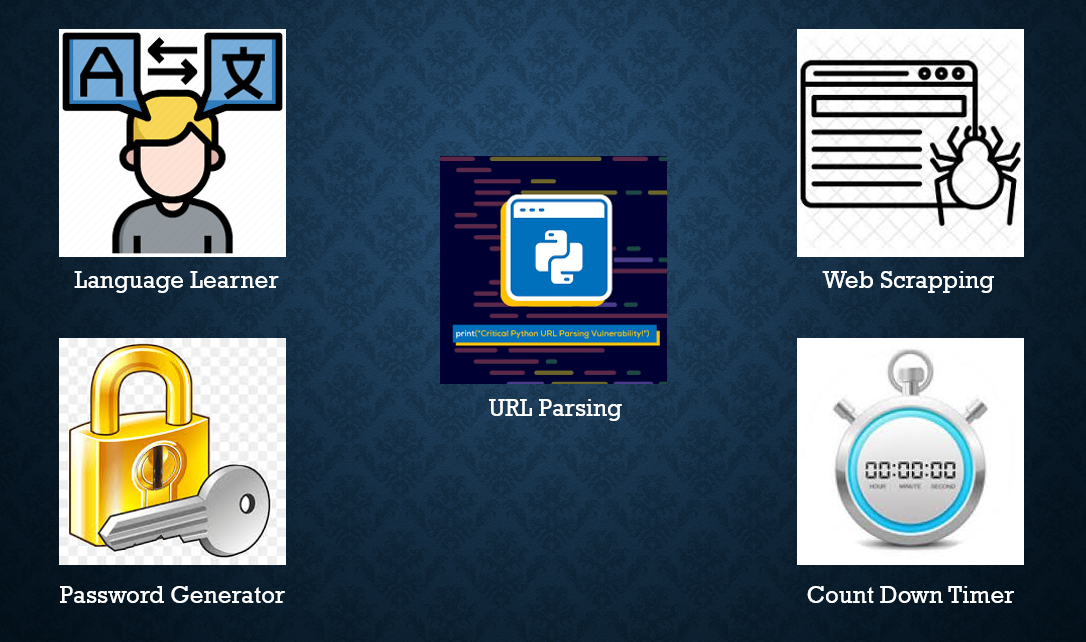 A 文
Language Learner
Web Scrapping
print("Critical Python URL Parsing Vulnerability!")
URL Parsing
00:00:00
HOUR MINUTE SECOND
Password Generator
Count Down Timer